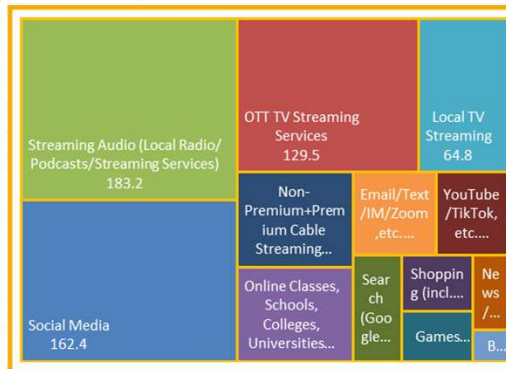 Streaming Audio (Local Radio/
Podcasts/Streaming Services)
183.2
Social Media
162.4
OTT TV Streaming
Services
129.5
Local TV
Streaming
64.8
Non-
Premium+Prem
ium Cable
Streaming...
Email/Text
/IM/Zoom
,etc....
YouTube
/TikTok,
etc....
Online Classes,
Schools,
Colleges,
Universities...
Sear
ch
(Goo
gle...
Shoppin
g (incl....
Ne
ws
/...
Games...
B...